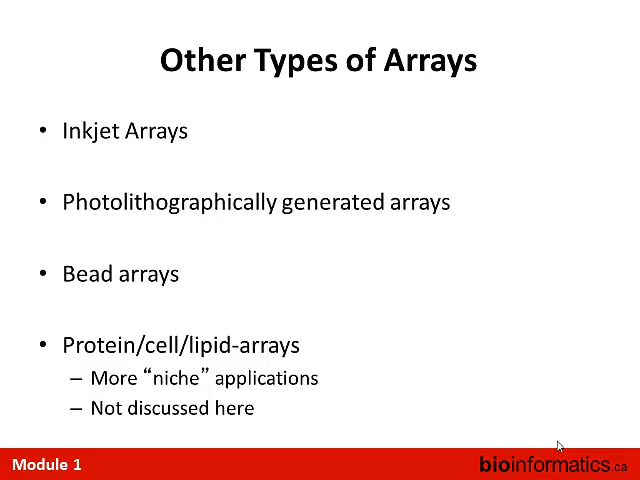 Other Types of Arrays
• Inkjet Arrays
• Photolithographically generated arrays
• Bead arrays
• Protein/cell/lipid-arrays
– More “niche” applications
– Not discussed here
Module 1
bioinformatics.ca